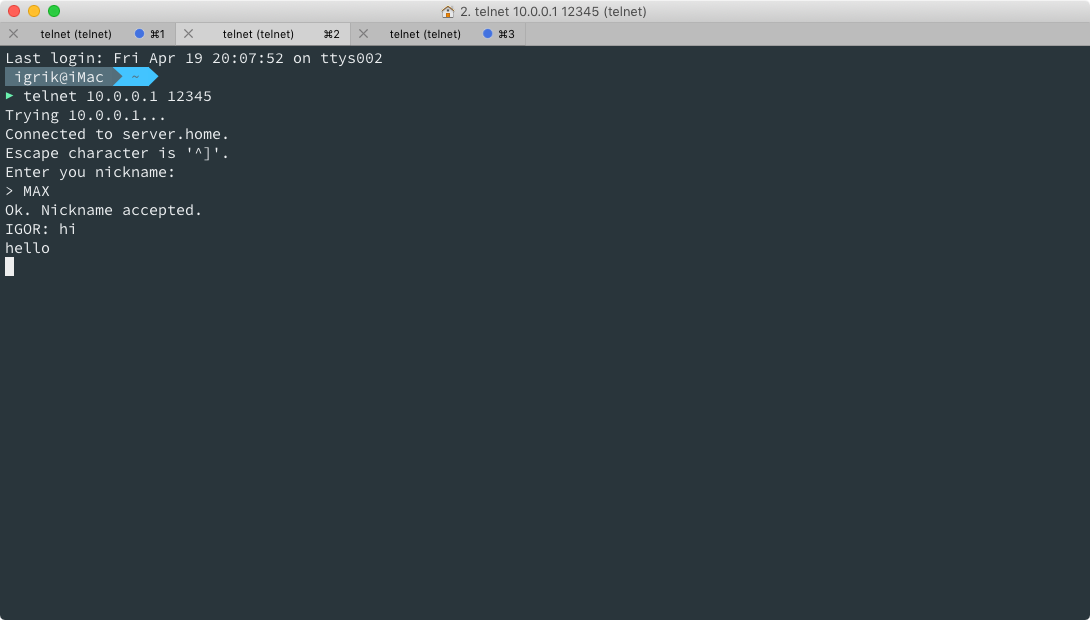 2. telnet 10.0.0.1 12345 (telnet)
telnet (telnet) ⌘1 telnet (telnet) ⌘2 telnet (telnet) ⌘3
Last login: Fri Apr 19 20:07:52 on ttys002
igrik@iMac ~
▶ telnet 10.0.0.1 12345
Trying 10.0.0.1...
Connected to server.home.
Escape character is '^]'.
Enter you nickname:
> MAX
Ok. Nickname accepted.
IGOR: hi
hello